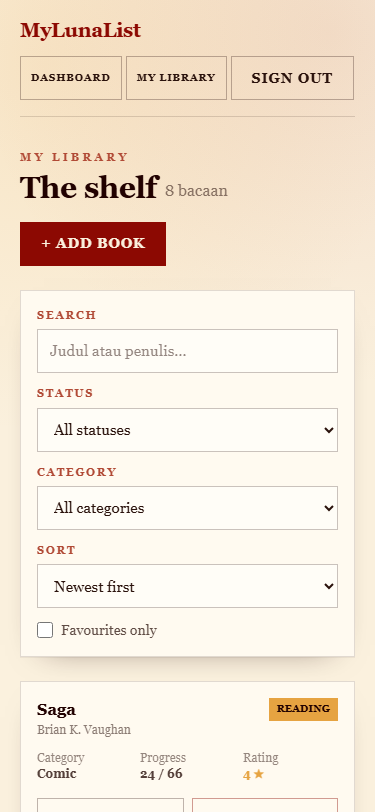 MyLunaList
DASHBOARD MY LIBRARY SIGN OUT
MY LIBRARY
The shelf 8 bacaan
+ ADD BOOK
SEARCH
Judul atau penulis...
STATUS
All statuses
CATEGORY
All categories
SORT
Newest first
Favourites only
Saga READING
Brian K. Vaughan
Category Progress Rating
Comic 24 / 66 4 ★